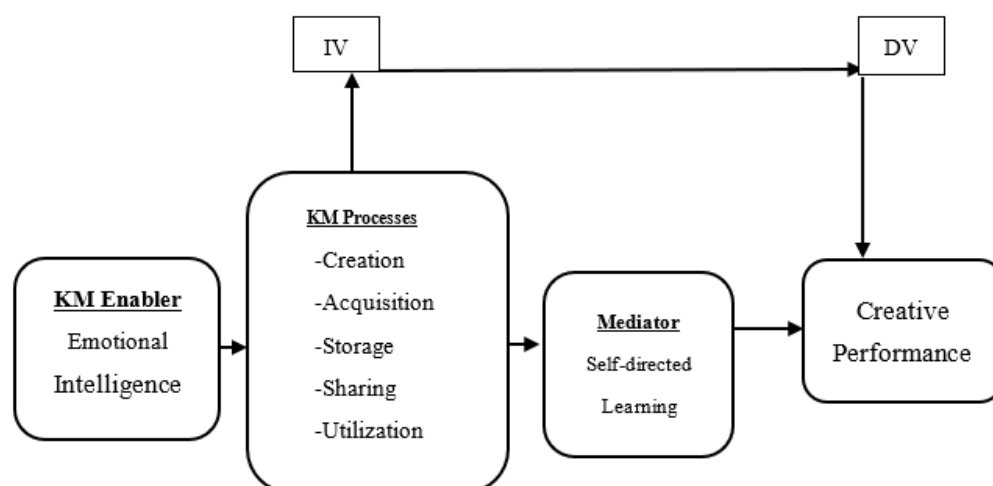 IV
DV
KM Enabler
Emotional
Intelligence
KM Processes
-Creation
-Acquisition
-Storage
-Sharing
-Utilization
Mediator
Self-directed
Learning
Creative
Performance